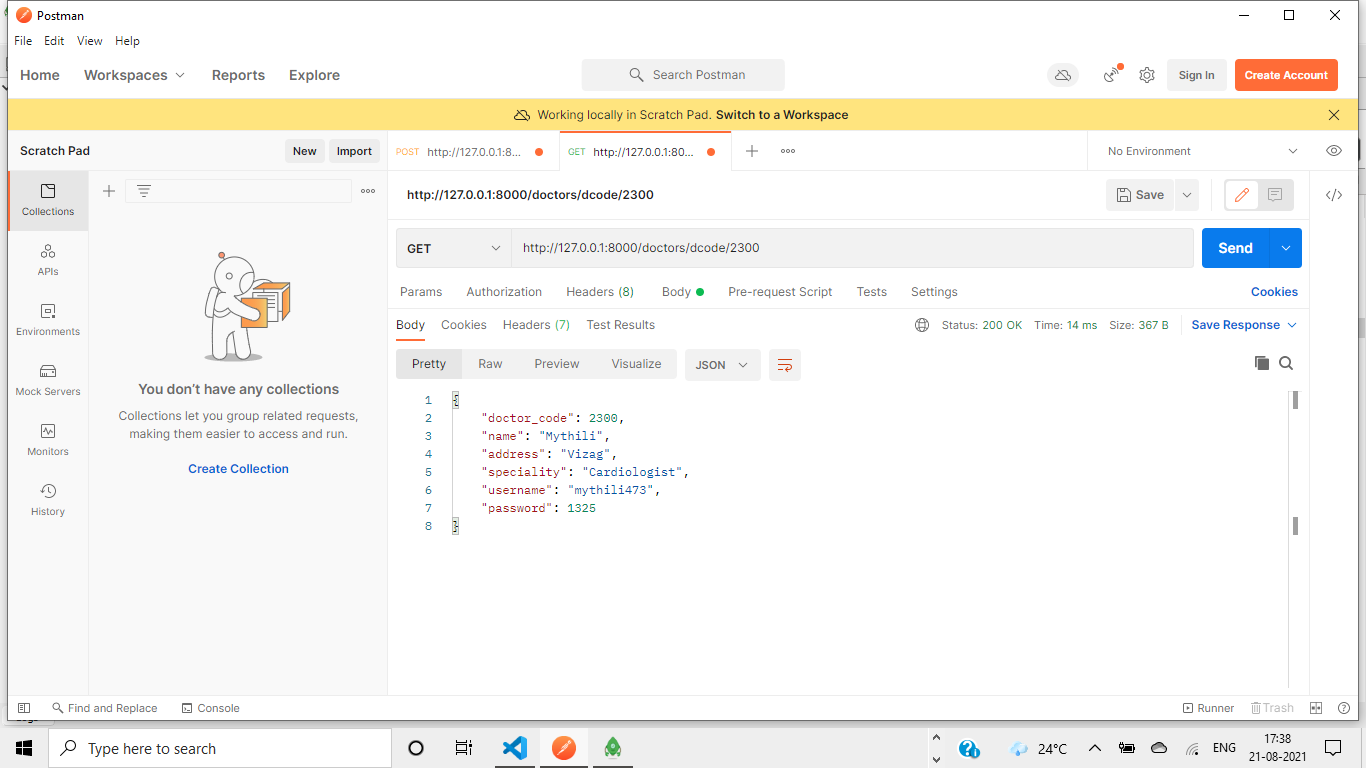 Postman
File Edit View Help
Home Workspaces Reports Explore Search Postman Sign In Create Account
Working locally in Scratch Pad. Switch to a Workspace
Scratch Pad New Import POST http://127.0.0.1:8... GET http://127.0.0.1:80... No Environment
http://127.0.0.1:8000/doctors/dcode/2300 Save
Collections
APIs
Environments
Mock Servers
Monitors
History
You don't have any collections
Collections let you group related requests,
making them easier to access and run.
Create Collection
GET http://127.0.0.1:8000/doctors/dcode/2300 Send
Params Authorization Headers (8) Body Pre-request Script Tests Settings Cookies
Body Cookies Headers (7) Test Results Status: 200 OK Time: 14 ms Size: 367 B Save Response
Pretty Raw Preview Visualize JSON
1 {
2 "doctor_code": 2300,
3 "name": "Mythili",
4 "address": "Vizag",
5 "speciality": "Cardiologist",
6 "username": "mythili473",
7 "password": 1325
8 }
Find and Replace Console Runner Trash
Type here to search 24°C ENG 17:38
21-08-2021